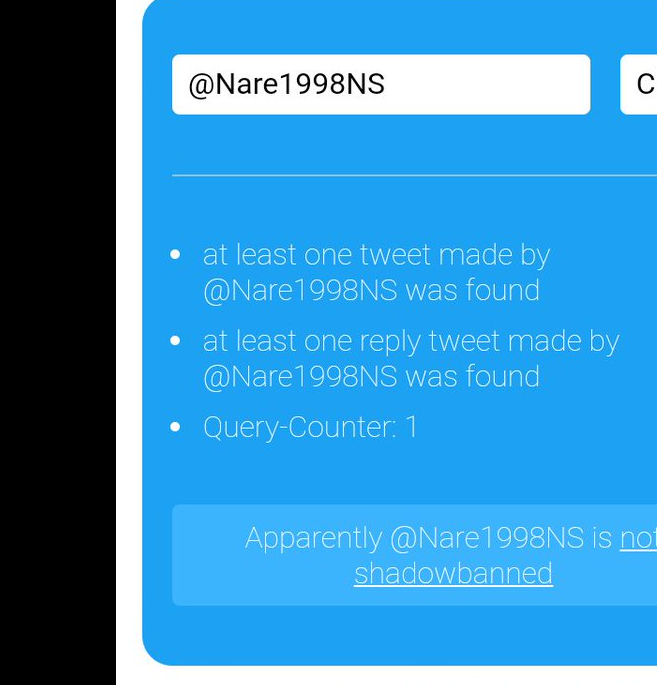 @Nare1998NS
C
at least one tweet made by
@Nare1998NS was found
at least one reply tweet made by
@Nare1998NS was found
Query-Counter: 1
Apparently @Nare1998NS is not
shadowbanned